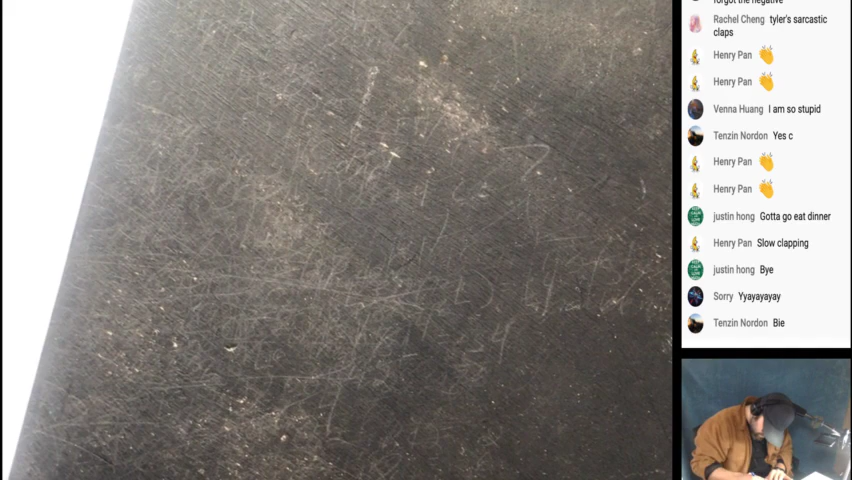 forgot the negative
Rachel Cheng tyler's sarcastic
claps
Henry Pan 👏
Henry Pan 👏
Venna Huang I am so stupid
Tenzin Nordon Yes c
Henry Pan 👏
Henry Pan 👏
justin hong Gotta go eat dinner
Henry Pan Slow clapping
justin hong Bye
Sorry Yyayayayay
Tenzin Nordon Bie